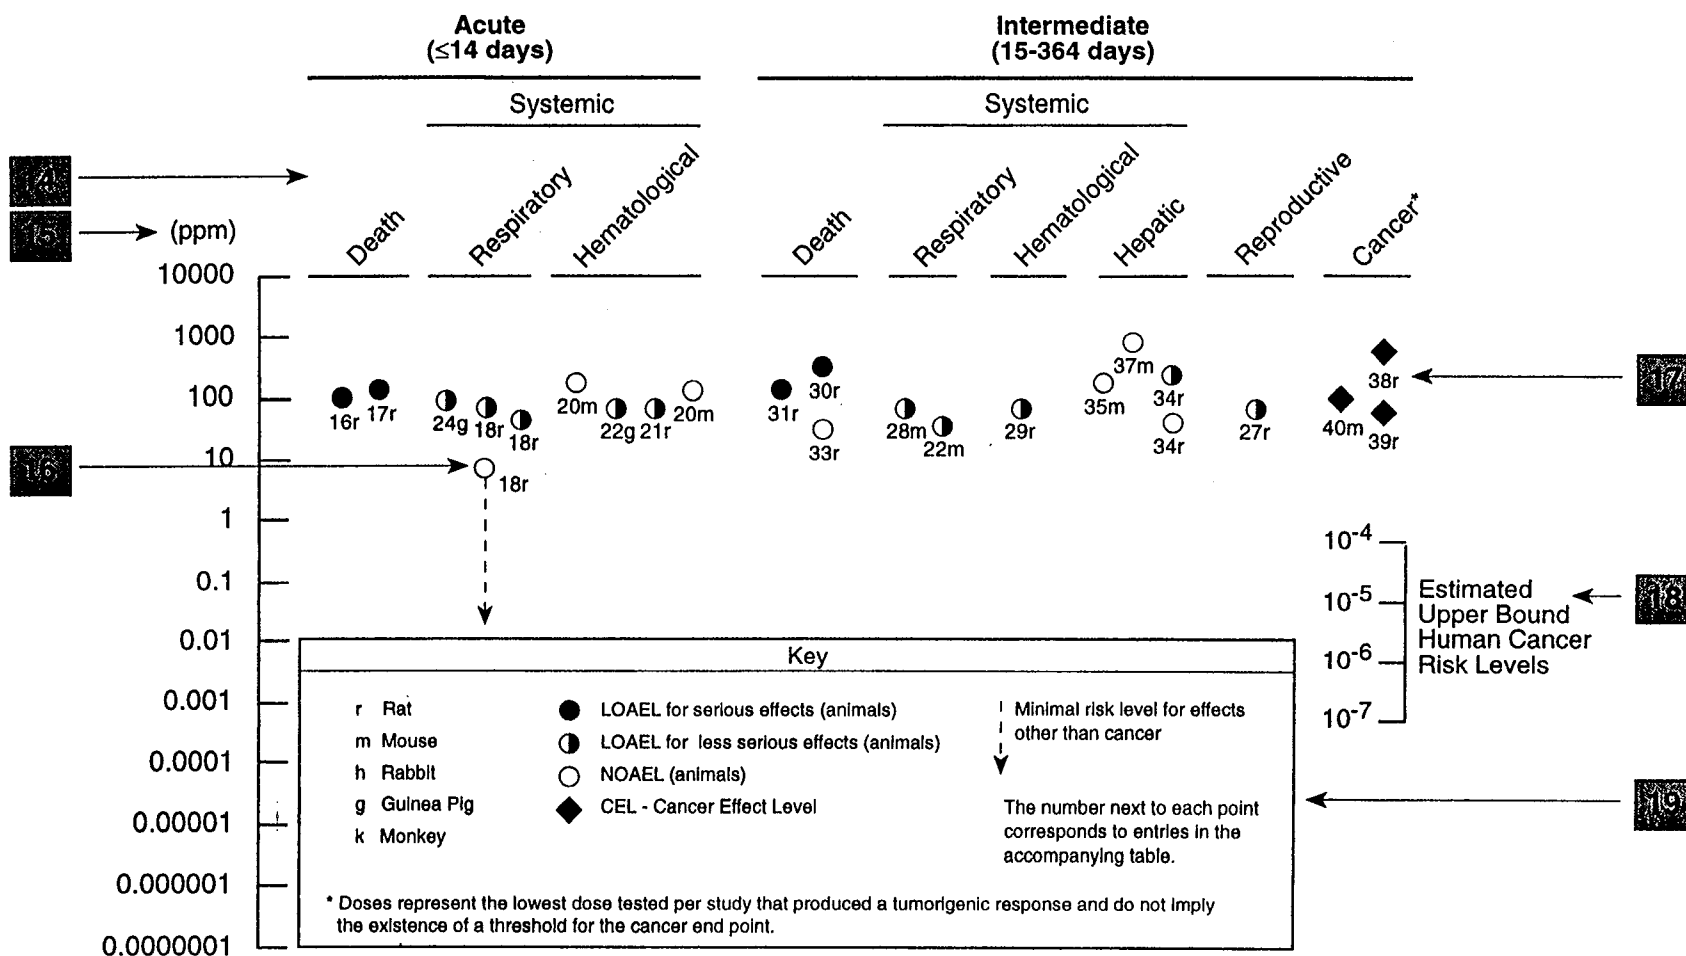 Acute
(≤14 days)
Intermediate
(15-364 days)
Systemic
Systemic
14
15
(ppm)
Death
Respiratory
Hematological
Death
Respiratory
Hematological
Hepatic
Reproductive
Cancer*
10000
1000
100
10
1
0.1
0.01
0.001
0.0001
0.00001
0.000001
0.0000001
16r
17r
24g
18r
18r
18r
20m
22g
21r
20m
31r
30r
33r
28m
22m
29r
35m
37m
34r
34r
27r
40m
38r
39r
16
17
18
19
10-4
10-5
10-6
10-7
Estimated
Upper Bound
Human Cancer
Risk Levels
Key
r Rat
m Mouse
h Rabbit
g Guinea Pig
k Monkey
LOAEL for serious effects (animals)
LOAEL for less serious effects (animals)
NOAEL (animals)
CEL - Cancer Effect Level
Minimal risk level for effects
other than cancer
The number next to each point
corresponds to entries in the
accompanying table.
* Doses represent the lowest dose tested per study that produced a tumorigenic response and do not imply
the existence of a threshold for the cancer end point.